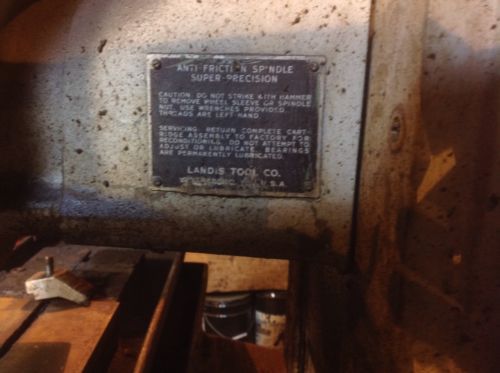 ANTI-FRICTION SPINDLE
SUPER-PRECISION
CAUTION DO NOT STRIKE WITH HAMMER
TO REMOVE WHEEL SLEEVE OR SPINDLE
NUT. USE WRENCHES PROVIDED.
THREADS ARE LEFT HAND.
SERVICING. RETURN COMPLETE CART-
RIDGE ASSEMBLY TO FACTORY FOR
RECONDITIONING. DO NOT ATTEMPT TO
ADJUST OR LUBRICATE. BEARINGS
ARE PERMANENTLY LUBRICATED.
LANDIS TOOL CO.
U.S.A.